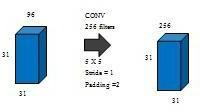 96
31
31
CONV
256 filters
5 X 5
Stride = 1
Padding =2
256
31
31